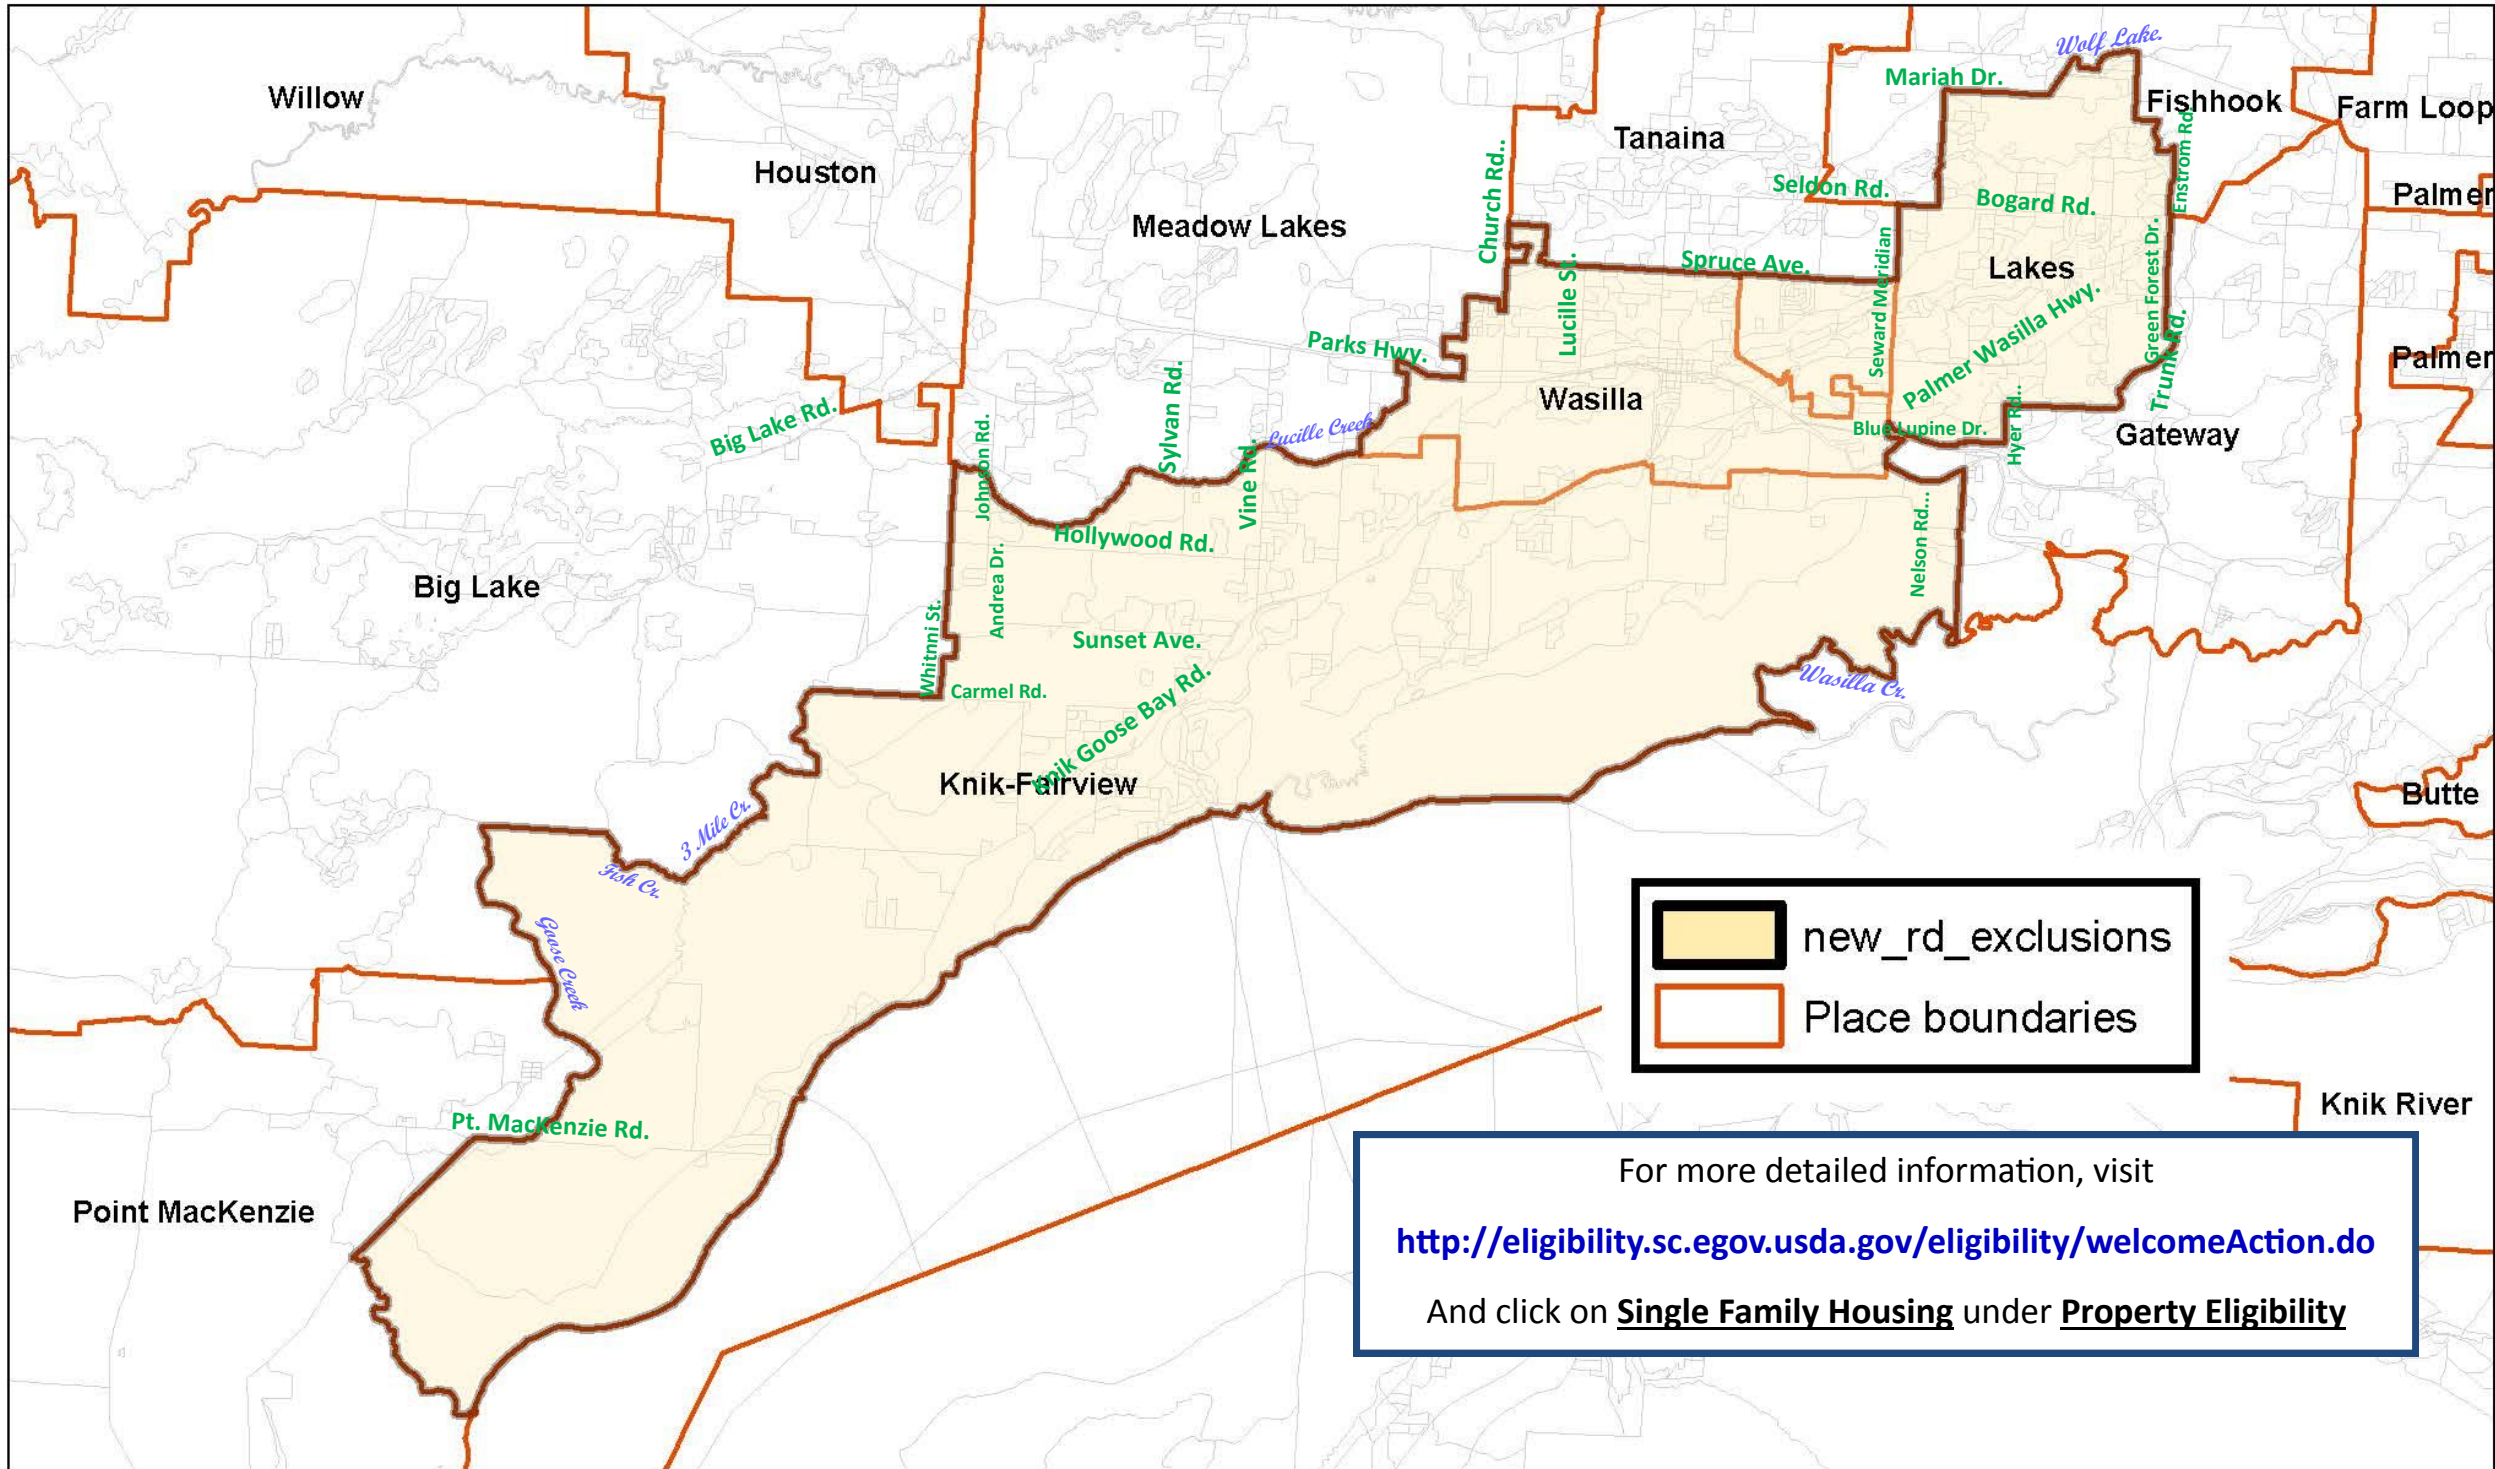 Wolf Lake.
Mariah Dr.
Willow
Fishhook
Farm Loop
Tanaina
Houston
Church Rd..
Enstrom Rd.
Seldon Rd.
Bogard Rd.
Palmer
Meadow Lakes
Spruce Ave.
Lucille St.
Seward Meridian
Lakes
Green Forest Dr.
Parks Hwy.
Palmer Wasilla Hwy.
Trunk Rd.
Palmer
Sylvan Rd.
Wasilla
Big Lake Rd.
Lucille Creek
Blue Lupine Dr.
Hyer Rd..
Gateway
Johnson Rd.
Vine Rd.
Hollywood Rd.
Nelson Rd....
Andrea Dr.
Big Lake
Whitnni St.
Sunset Ave.
Carmel Rd.
Wasilla Cr.
Knik Goose Bay Rd.
Knik-Fairview
Butte
3 Mile Cr.
Fish Cr.
Goose Creek
new_rd_exclusions
Place boundaries
Knik River
Pt. MacKenzie Rd.
Point MacKenzie
For more detailed information, visit
http://eligibility.sc.egov.usda.gov/eligibility/welcomeAction.do
And click on Single Family Housing under Property Eligibility